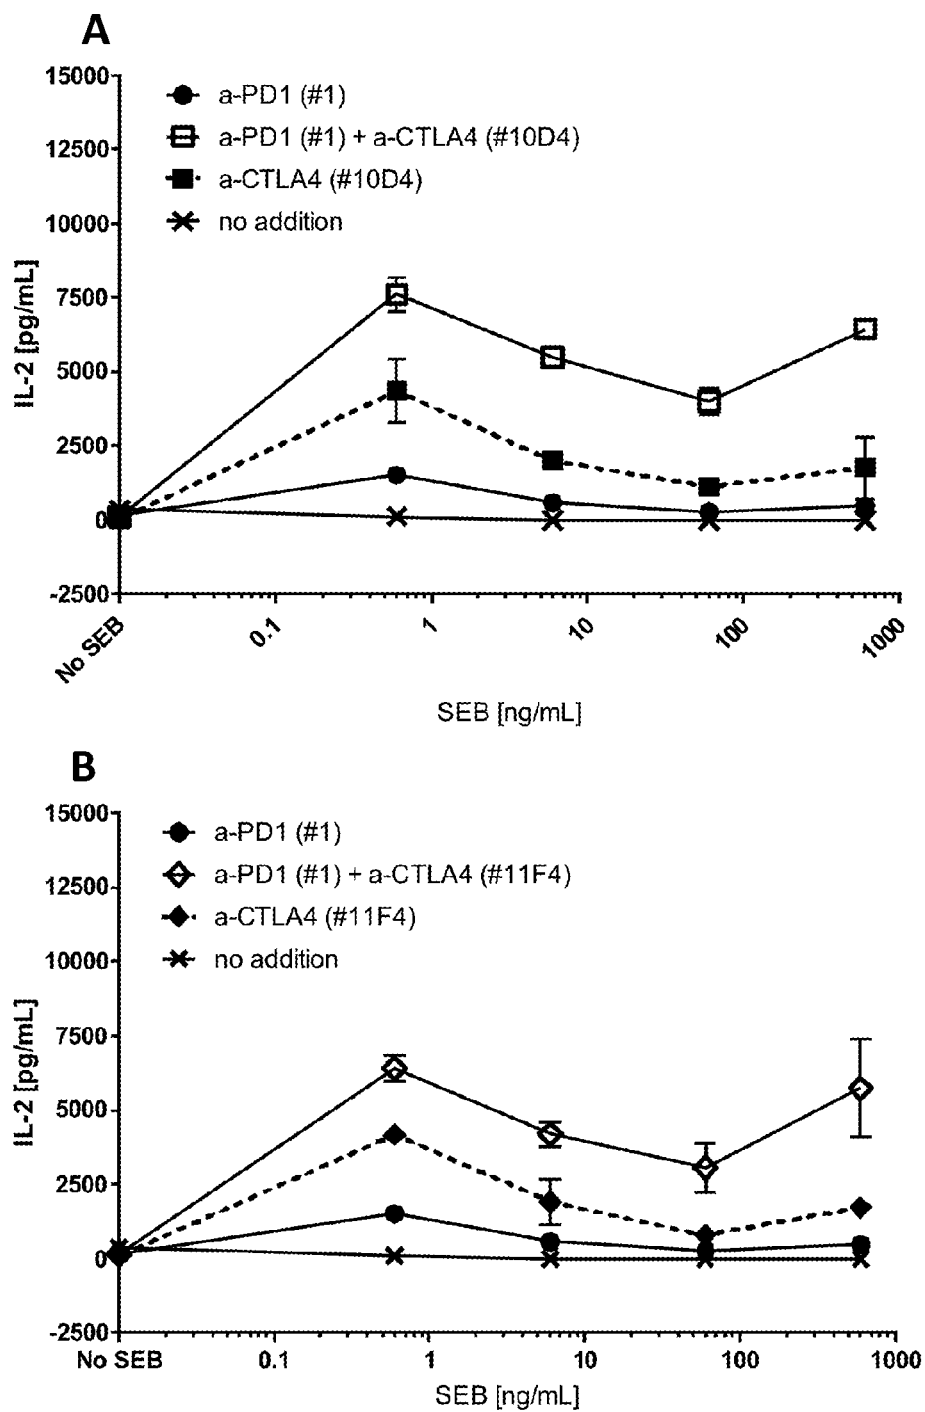 A
15000
12500
10000
7500
5000
2500
0
-2500
IL-2 [pg/mL]
a-PD1 (#1)
a-PD1 (#1) + a-CTLA4 (#10D4)
a-CTLA4 (#10D4)
no addition
No SEB
0.1
1
10
100
1000
SEB [ng/mL]
B
15000
12500
10000
7500
5000
2500
0
-2500
IL-2 [pg/mL]
a-PD1 (#1)
a-PD1 (#1) + a-CTLA4 (#11F4)
a-CTLA4 (#11F4)
no addition
No SEB
0.1
1
10
100
1000
SEB [ng/mL]